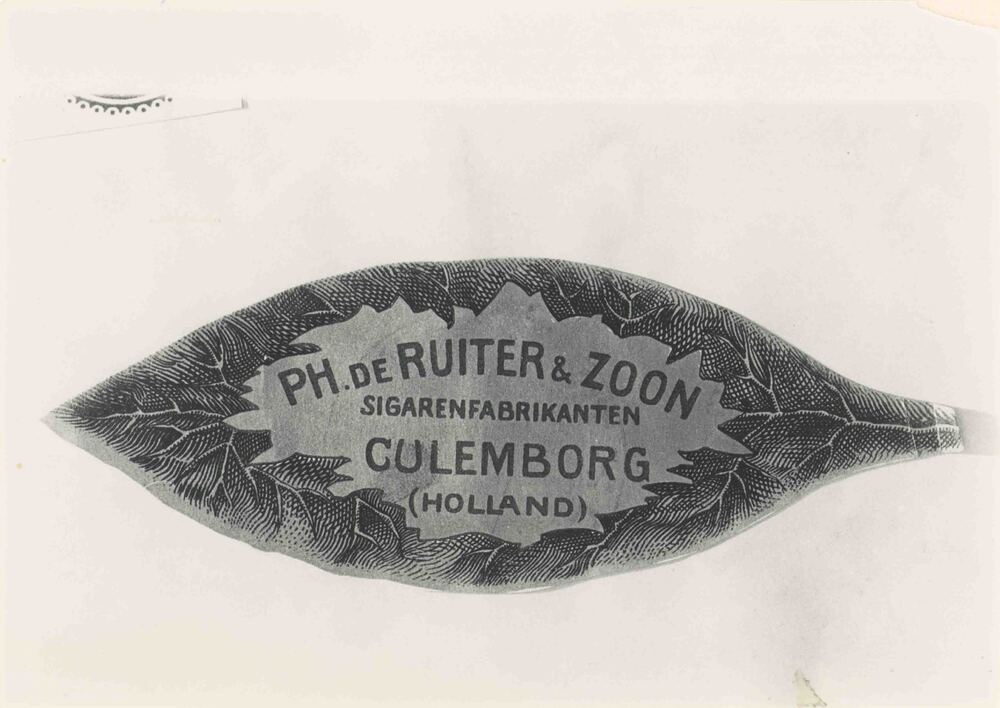 PH. DE RUITER & ZOON
SIGARENFABRIKANTEN
CULEMBORG
(HOLLAND)